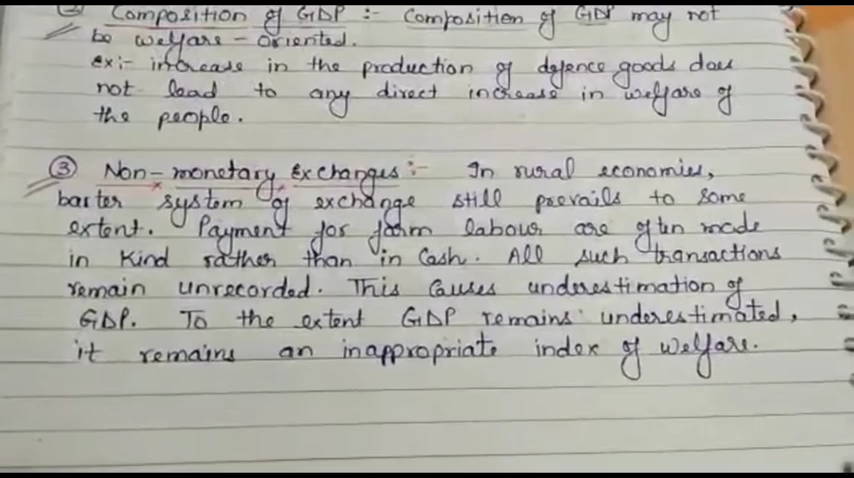 ② Composition of GDP :- Composition of GDP may not
be welfare - oriented.
ex:- increase in the production of defence goods does
not lead to any direct increase in welfare of
the people.
③ Non-monetary exchanges :- In rural economies,
barter system of exchange still prevails to some
extent. Payment for farm labour are often made
in Kind rather than in Cash. All such transactions
remain unrecorded. This causes underestimation of
GDP. To the extent GDP remains underestimated,
it remains an inappropriate index of welfare.